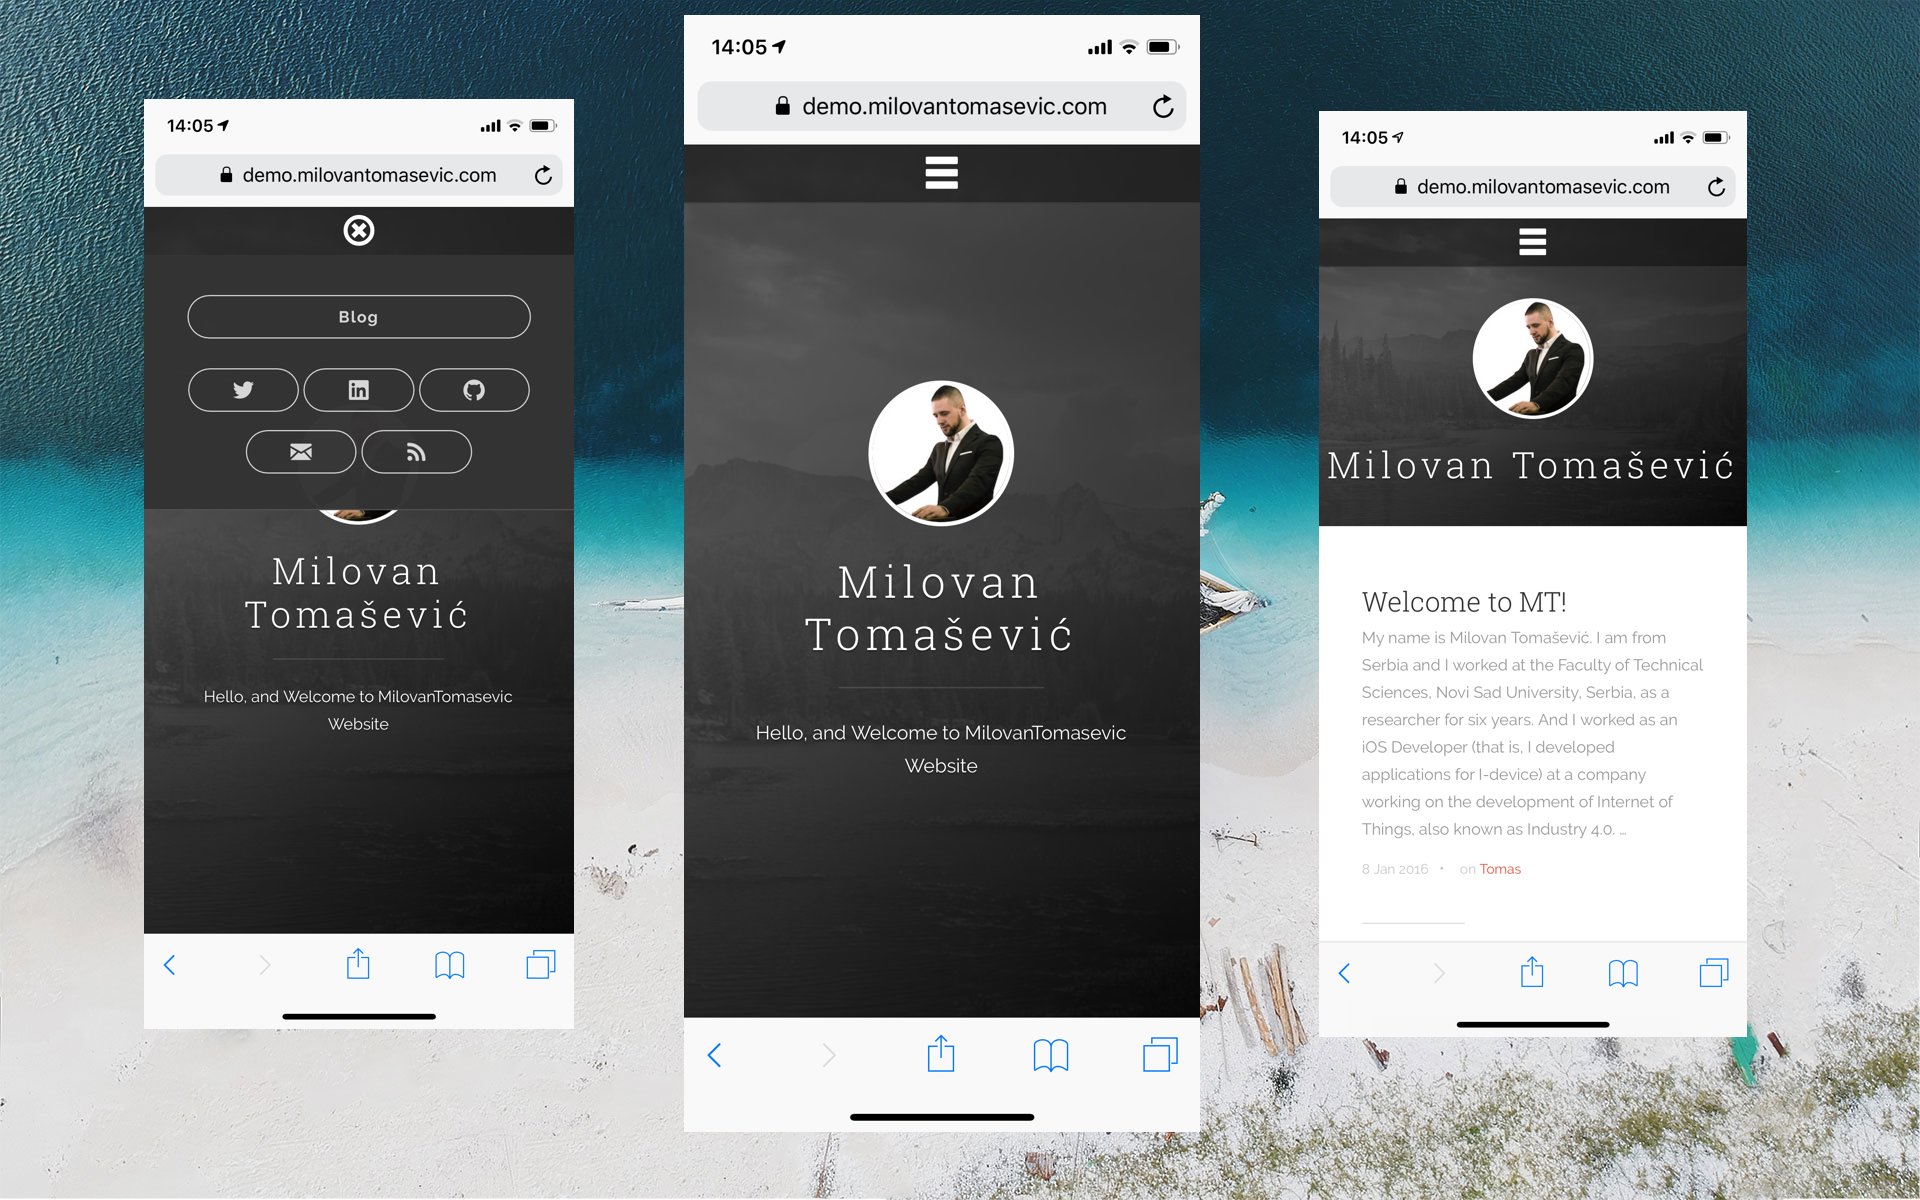 14:05
demo.milovantomasevic.com
Blog
Milovan
Tomašević
Hello, and Welcome to MilovanTomasevic
Website
14:05
demo.milovantomasevic.com
Milovan
Tomašević
Hello, and Welcome to MilovanTomasevic
Website
14:05
demo.milovantomasevic.com
Milovan Tomašević
Welcome to MT!
My name is Milovan Tomašević. I am from
Serbia and I worked at the Faculty of Technical
Sciences, Novi Sad University, Serbia, as a
researcher for six years. And I worked as an
iOS Developer (that is, I developed
applications for I-device) at a company
working on the development of Internet of
Things, also known as Industry 4.0. …
8 Jan 2016 • on Tomas